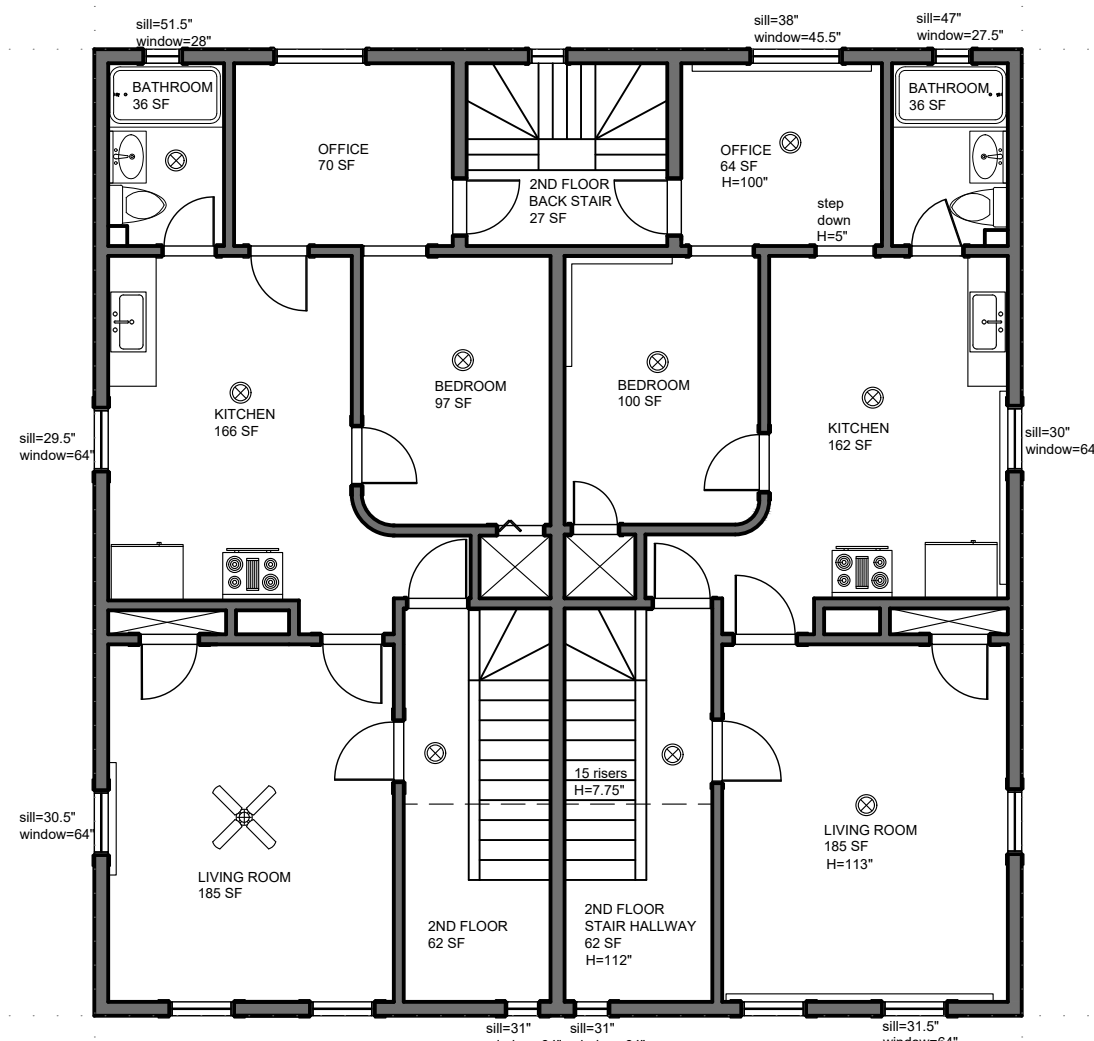 sill=51.5"
window=28"
sill=38"
window=45.5"
sill=47"
window=27.5"
BATHROOM
36 SF
OFFICE
70 SF
2ND FLOOR
BACK STAIR
27 SF
OFFICE
64 SF
H=100"
step
down
H=5"
BATHROOM
36 SF
KITCHEN
166 SF
BEDROOM
97 SF
BEDROOM
100 SF
KITCHEN
162 SF
sill=29.5"
window=64"
sill=30"
window=64
15 risers
H=7.75"
sill=30.5"
window=64"
LIVING ROOM
185 SF
LIVING ROOM
185 SF
H=113"
2ND FLOOR
62 SF
2ND FLOOR
STAIR HALLWAY
62 SF
H=112"
sill=31"
sill=31"
sill=31.5"
window=64"